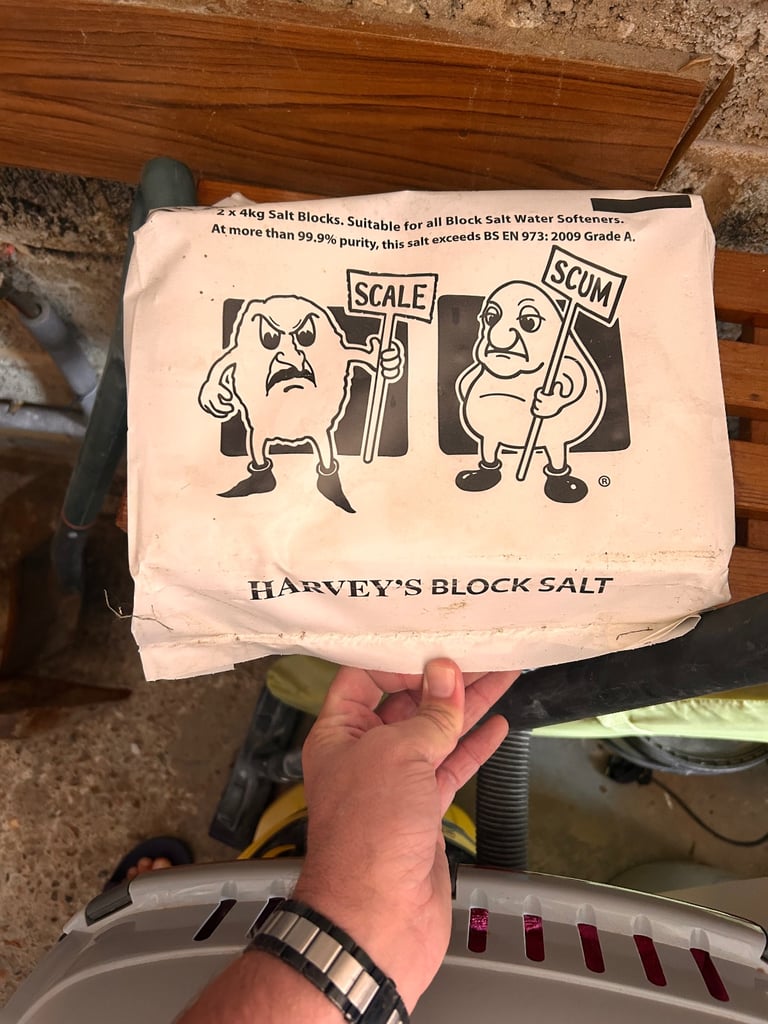 2 x 4kg Salt Blocks. Suitable for all Block Salt Water Softeners.
At more than 99.9% purity, this salt exceeds BS EN 973: 2009 Grade A.
SCALE
SCUM
®
HARVEY'S BLOCK SALT